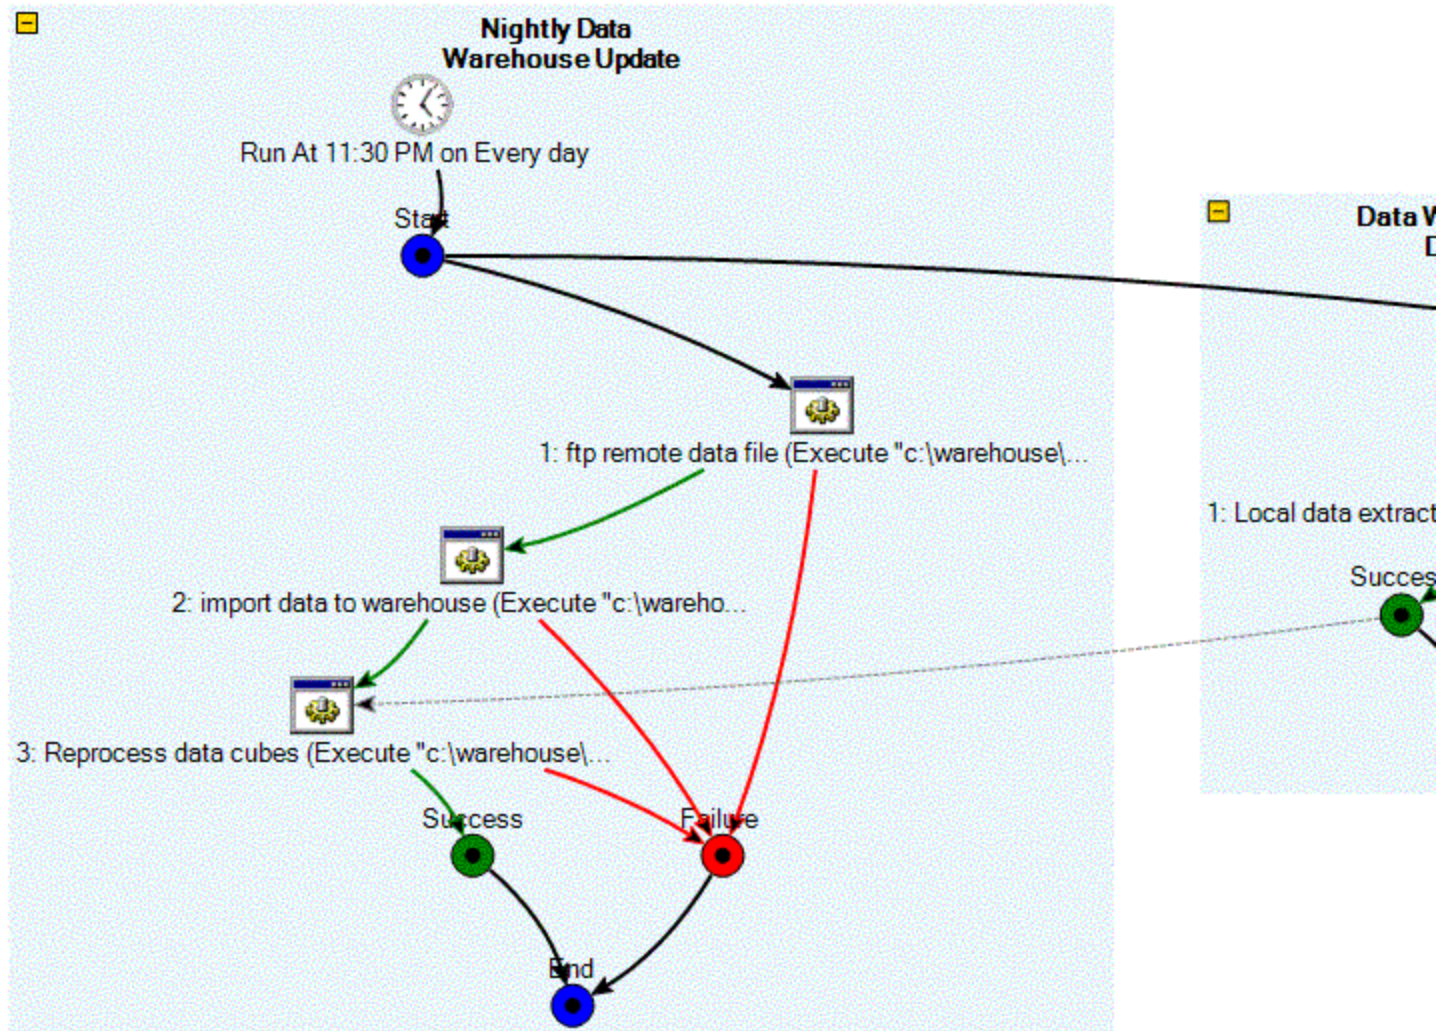 Nightly Data
Warehouse Update
Run At 11:30 PM on Every day
Start
1: ftp remote data file (Execute "c:\warehouse\...
2: import data to warehouse (Execute "c:\wareho...
3: Reprocess data cubes (Execute "c:\warehouse\...
Success
Failure
End
Data
1: Local data extract